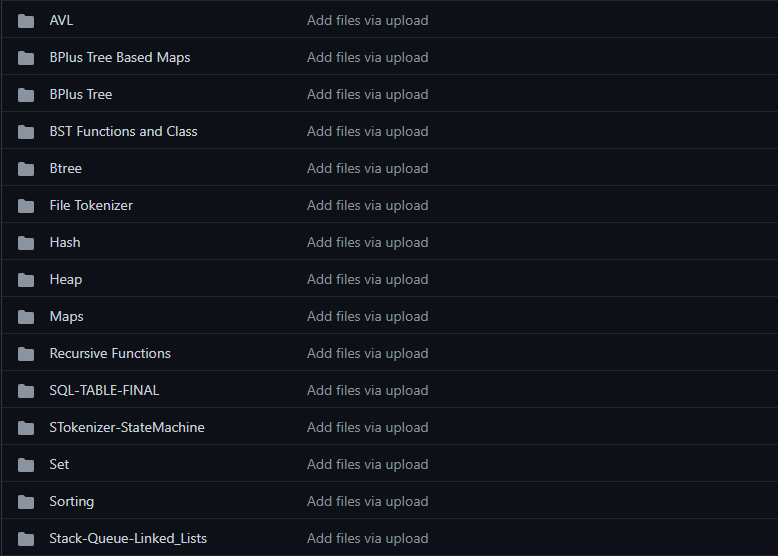 AVL Add files via upload
BPlus Tree Based Maps Add files via upload
BPlus Tree Add files via upload
BST Functions and Class Add files via upload
Btree Add files via upload
File Tokenizer Add files via upload
Hash Add files via upload
Heap Add files via upload
Maps Add files via upload
Recursive Functions Add files via upload
SQL-TABLE-FINAL Add files via upload
STokenizer-StateMachine Add files via upload
Set Add files via upload
Sorting Add files via upload
Stack-Queue-Linked_Lists Add files via upload